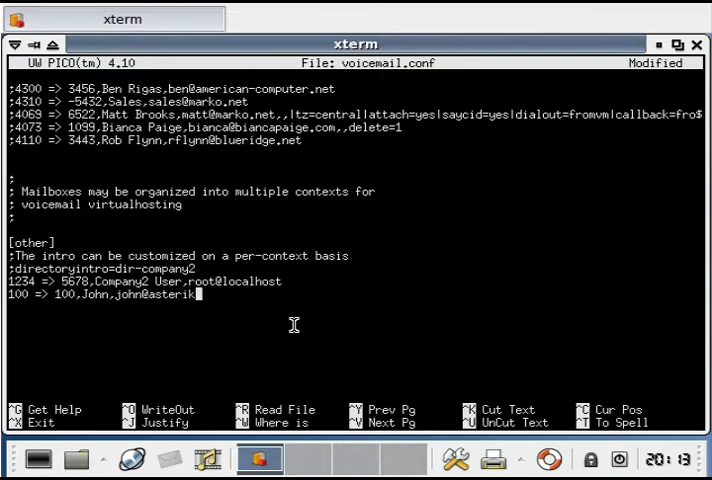 xterm
xterm
UW PICO(tm) 4.10 File: voicemail.conf Modified
;4300 => 3456,Ben Rigas,ben@american-computer.net
;4310 => -5432,Sales,sales@marko.net
;4069 => 6522,Matt Brooks,matt@marko.net,,|tz=central|attach=yes|saycid=yes|dialout=fromvm|callback=fro$
;4073 => 1099,Bianca Paige,bianca@biancapaige.com,,delete=1
;4110 => 3443,Rob Flynn,rflynn@blueridge.net
;
; Mailboxes may be organized into multiple contexts for
; voicemail virtualhosting
;
[other]
;The intro can be customized on a per-context basis
;directoryintro=dir-company2
1234 => 5678,Company2 User,root@localhost
100 => 100,John,john@asterik
^G Get Help ^O WriteOut ^R Read File ^Y Prev Pg ^K Cut Text ^C Cur Pos
^X Exit ^J Justify ^W Where is ^V Next Pg ^U UnCut Text ^T To Spell
20:13